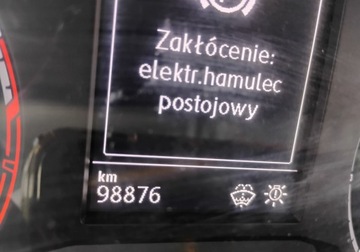 Zakłócenie:
elektr.hamulec
postojowy
km
98876